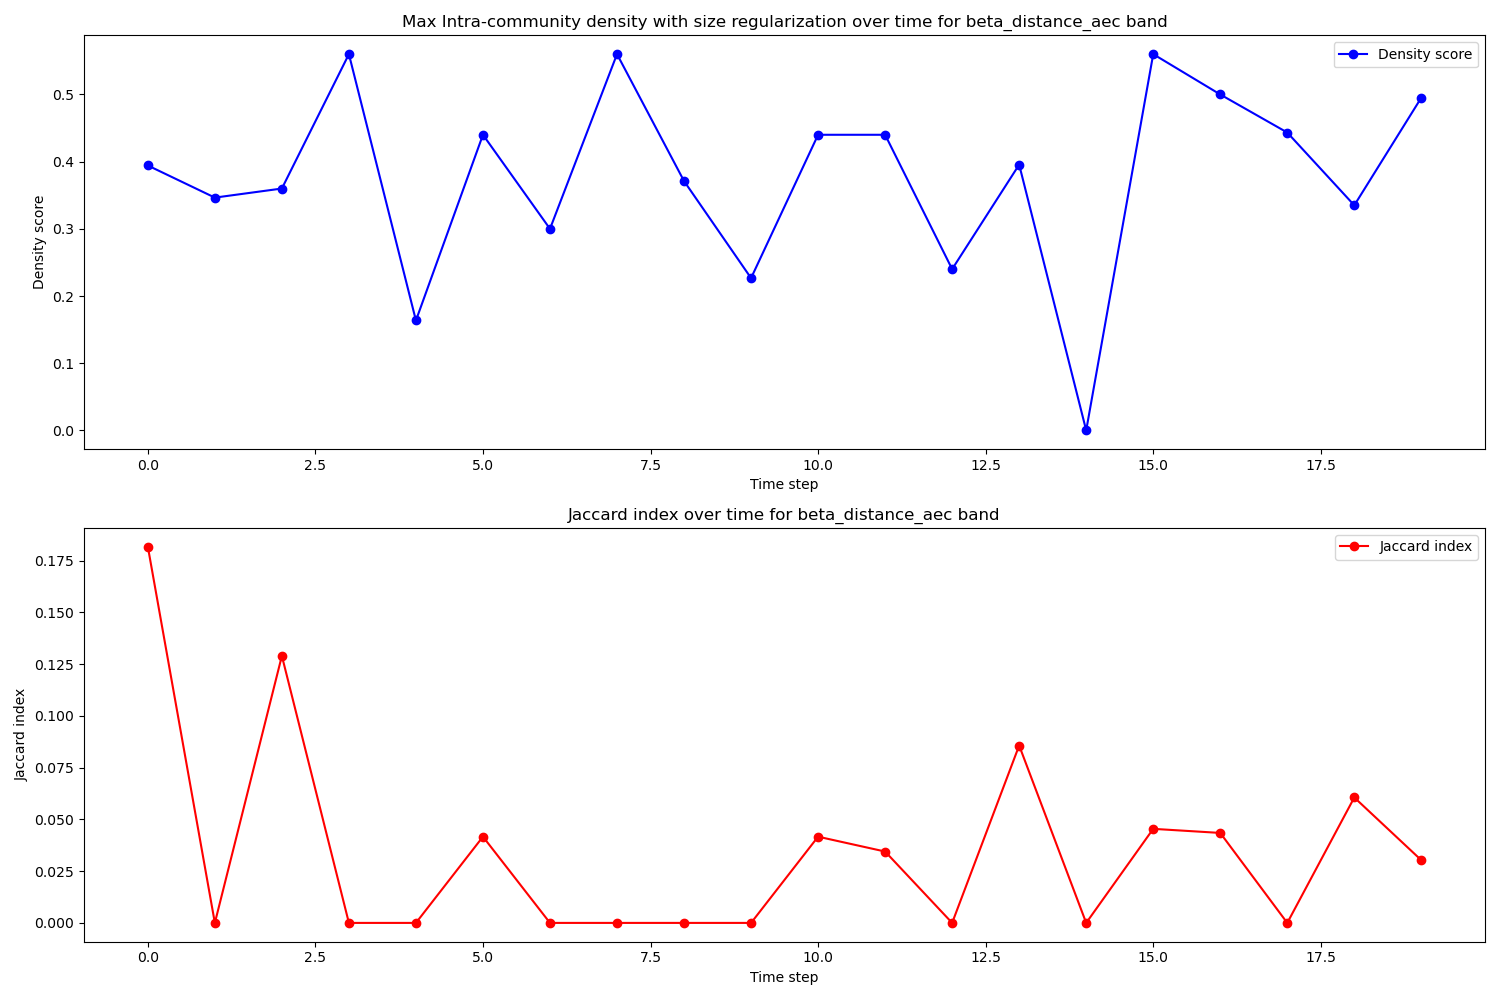 Max Intra-community density with size regularization over time for beta_distance_aec band
Density score
Density score
0.5
0.4
0.3
0.2
0.1
0.0
0.0 2.5 5.0 7.5 10.0 12.5 15.0 17.5
Time step
Jaccard index over time for beta_distance_aec band
Jaccard index
Jaccard index
0.175
0.150
0.125
0.100
0.075
0.050
0.025
0.000
0.0 2.5 5.0 7.5 10.0 12.5 15.0 17.5
Time step